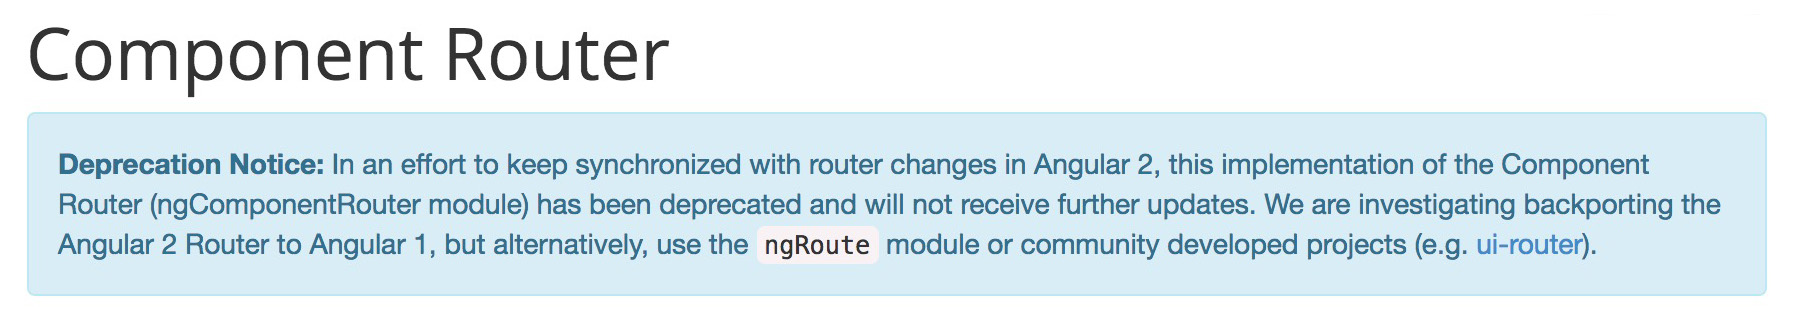 Component Router
Deprecation Notice: In an effort to keep synchronized with router changes in Angular 2, this implementation of the Component
Router (ngComponentRouter module) has been deprecated and will not receive further updates. We are investigating backporting the
Angular 2 Router to Angular 1, but alternatively, use the ngRoute module or community developed projects (e.g. ui-router).